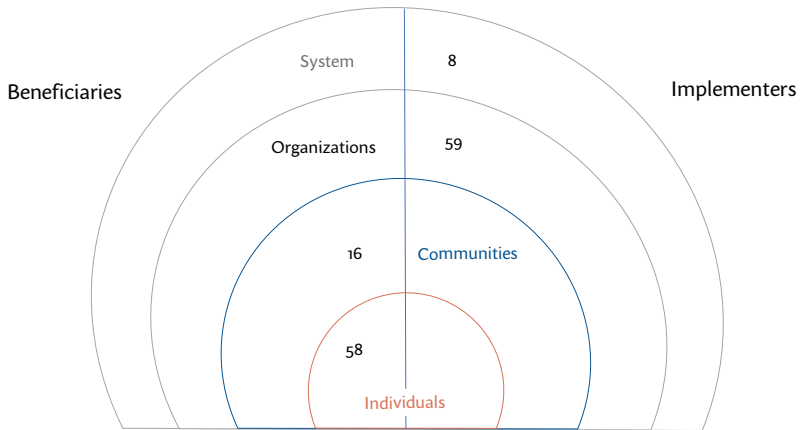 System 8
Beneficiaries
Implementers
Organizations 59
16 Communities
58
Individuals